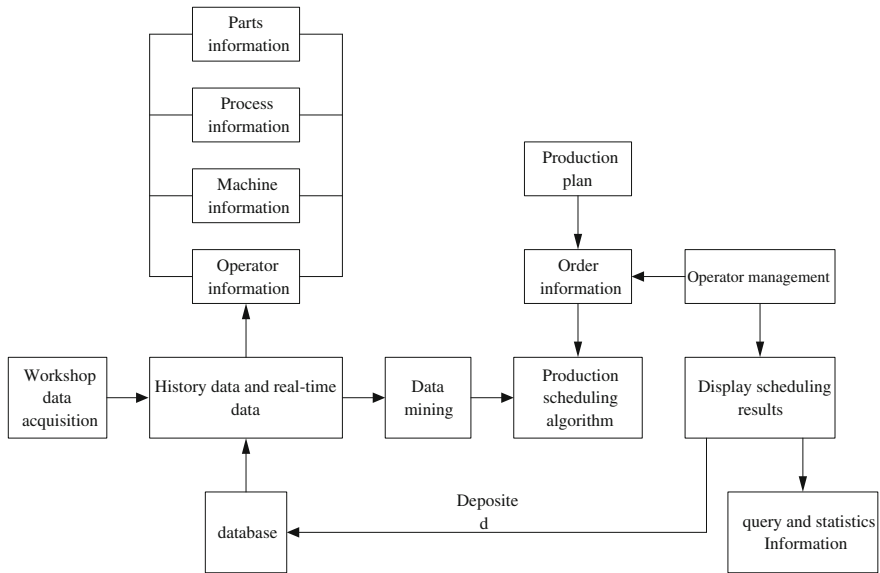 Parts
information
Process
information
Machine
information
Production
plan
Operator
information
Order
information
Operator management
Workshop
data
acquisition
History data and real-time
data
Data
mining
Production
scheduling
algorithm
Display scheduling
results
database
Deposite
d
query and statistics
Information